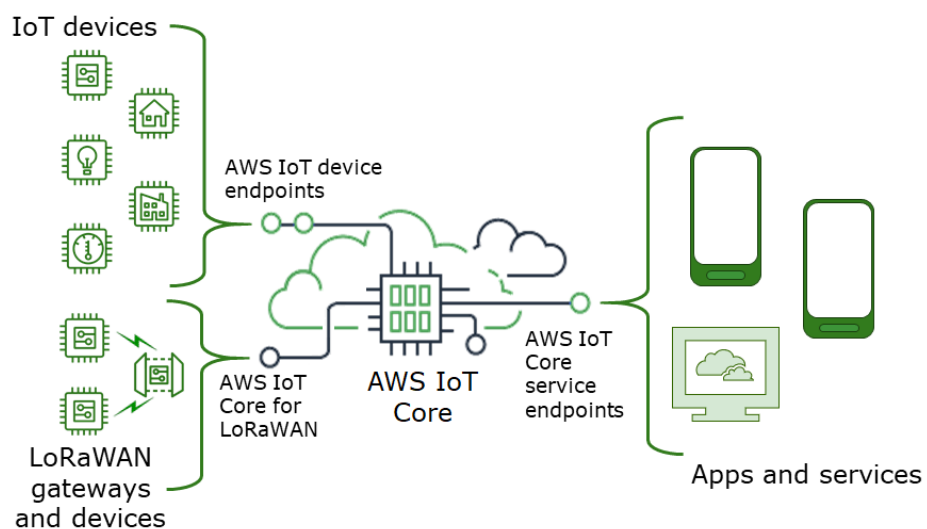 IoT devices
AWS IoT device
endpoints
AWS IoT
Core for
LoRaWAN
AWS IoT
Core
AWS IoT
Core
service
endpoints
LoRaWAN
gateways
and devices
Apps and services